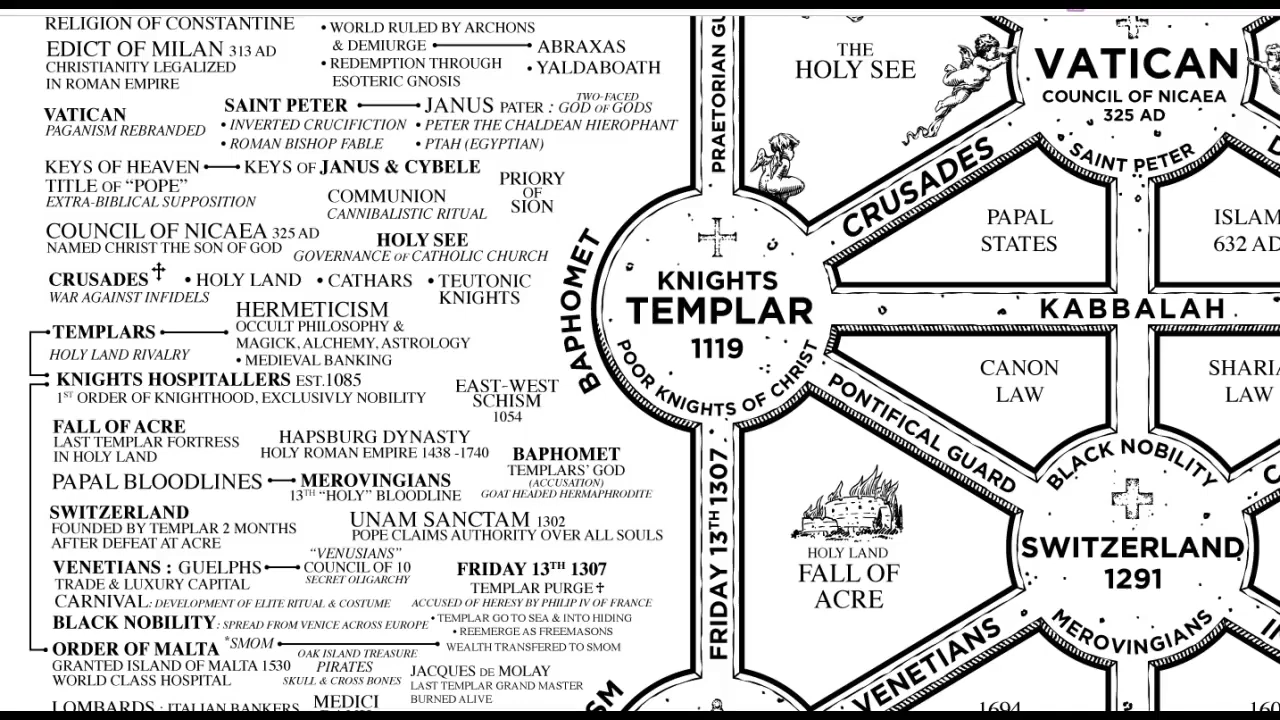 RELIGION OF CONSTANTINE
EDICT OF MILAN 313 AD
CHRISTIANITY LEGALIZED
IN ROMAN EMPIRE
• WORLD RULED BY ARCHONS
& DEMIURGE
• REDEMPTION THROUGH
ESOTERIC GNOSIS
• ABRAXAS
• YALDABOATH
VATICAN
PAGANISM REBRANDED
SAINT PETER
• INVERTED CRUCIFICTION
• ROMAN BISHOP FABLE
JANUS PATER : TWO-FACED
GOD OF GODS
• PETER THE CHALDEAN HIEROPHANT
• PTAH (EGYPTIAN)
KEYS OF HEAVEN
KEYS OF JANUS & CYBELE
TITLE OF “POPE”
EXTRA-BIBLICAL SUPPOSITION
COMMUNION
CANNIBALISTIC RITUAL
PRIORY
OF
SION
COUNCIL OF NICAEA 325 AD
NAMED CHRIST THE SON OF GOD
HOLY SEE
GOVERNANCE OF CATHOLIC CHURCH
CRUSADES
WAR AGAINST INFIDELS
• HOLY LAND
• CATHARS
• TEUTONIC
KNIGHTS
TEMPLARS
HOLY LAND RIVALRY
HERMETICISM
OCCULT PHILOSOPHY &
MAGICK, ALCHEMY, ASTROLOGY
• MEDIEVAL BANKING
KNIGHTS HOSPITALLERS EST.1085
1ST ORDER OF KNIGHTHOOD, EXCLUSIVLY NOBILITY
EAST-WEST
SCHISM
1054
FALL OF ACRE
LAST TEMPLAR FORTRESS
IN HOLY LAND
HAPSBURG DYNASTY
HOLY ROMAN EMPIRE 1438 -1740
BAPHOMET
TEMPLARS’ GOD
(ACCUSATION)
GOAT HEADED HERMAPHRODITE
PAPAL BLOODLINES
MEROVINGIANS
13TH “HOLY” BLOODLINE
SWITZERLAND
FOUNDED BY TEMPLAR 2 MONTHS
AFTER DEFEAT AT ACRE
UNAM SANCTAM 1302
POPE CLAIMS AUTHORITY OVER ALL SOULS
VENETIANS : GUELPHS
TRADE & LUXURY CAPITAL
“VENUSIANS”
COUNCIL OF 10
SECRET OLIGARCHY
FRIDAY 13TH 1307
TEMPLAR PURGE †
ACCUSED OF HERESY BY PHILIP IV OF FRANCE
CARNIVAL: DEVELOPMENT OF ELITE RITUAL & COSTUME
BLACK NOBILITY: SPREAD FROM VENICE ACROSS EUROPE
• TEMPLAR GO TO SEA & INTO HIDING
• REEMERGE AS FREEMASONS
WEALTH TRANSFERED TO SMOM
ORDER OF MALTA *SMOM
GRANTED ISLAND OF MALTA 1530
WORLD CLASS HOSPITAL
OAK ISLAND TREASURE
PIRATES
SKULL & CROSS BONES
JACQUES DE MOLAY
LAST TEMPLAR GRAND MASTER
BURNED ALIVE
LOMBARDS : ITALIAN BANKERS
MEDICI
PRAETORIAN GU
THE
HOLY SEE
VATICAN
COUNCIL OF NICAEA
325 AD
SAINT PETER
CRUSADES
PAPAL
STATES
ISLAM
632 AD
BAPHOMET
KNIGHTS
TEMPLAR
1119
POOR KNIGHTS OF CHRIST
KABBALAH
CANON
LAW
SHARIA
LAW
PONTIFICAL GUARD
BLACK NOBILITY
SWITZERLAND
1291
MEROVINGIANS
FRIDAY 13TH 1307
HOLY LAND
FALL OF
ACRE
VENETIANS
SM
1694
160